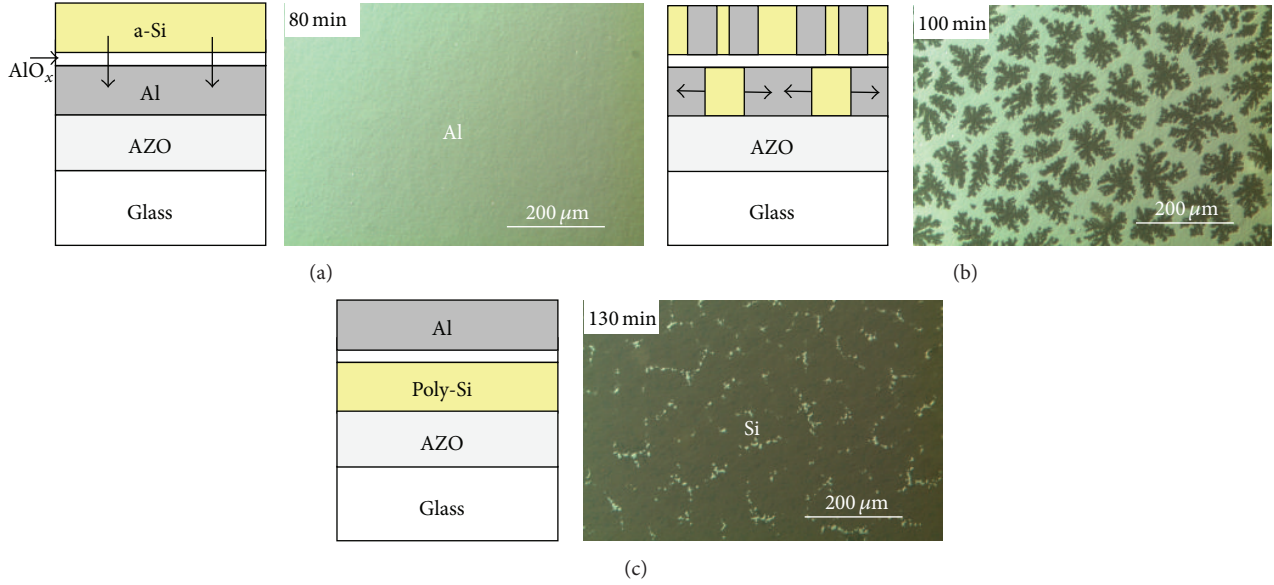 80 min
a-Si
AlOx
Al
Al
AZO
Glass
200 μm
(a)
100 min
AZO
Glass
200 μm
(b)
130 min
Al
Poly-Si
Si
AZO
Glass
200 μm
(c)